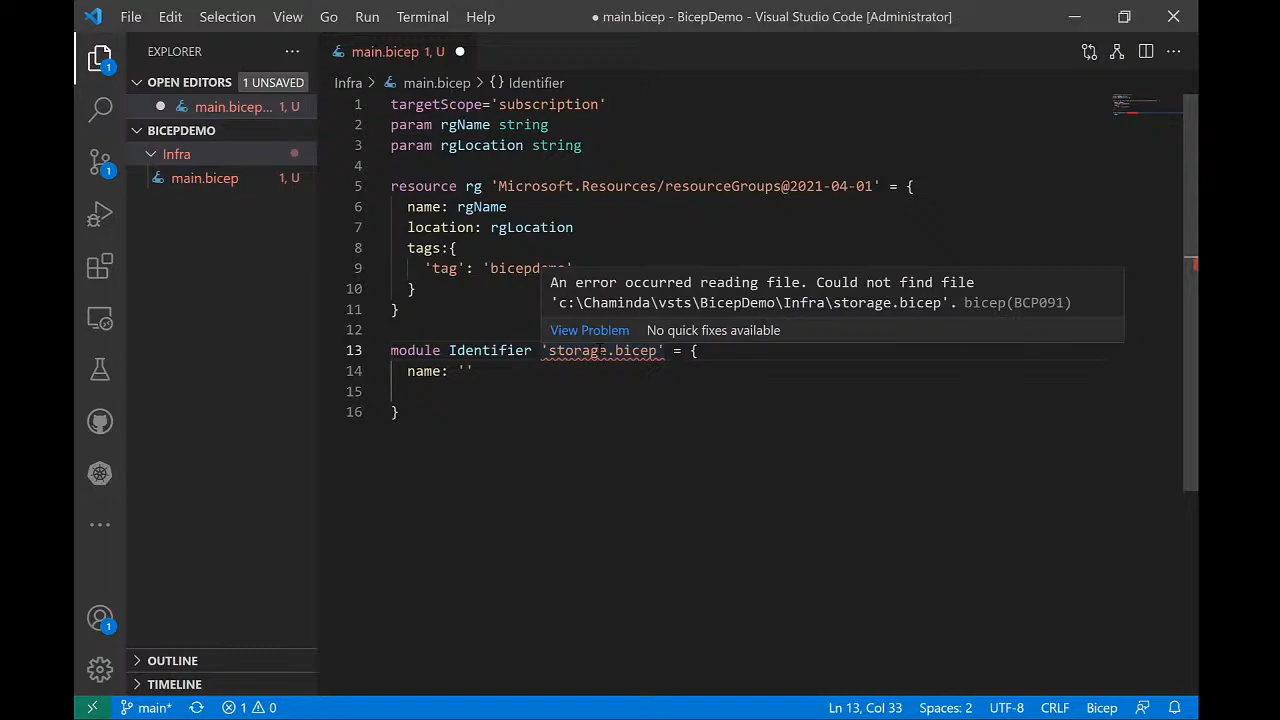 File Edit Selection View Go Run Terminal Help
● main.bicep - BicepDemo - Visual Studio Code [Administrator]
EXPLORER
main.bicep 1, U
OPEN EDITORS 1 UNSAVED
main.bicep... 1, U
BICEPDEMO
Infra
main.bicep 1, U
OUTLINE
TIMELINE
1
1
1
Infra > main.bicep > {} Identifier
1 targetScope='subscription'
2 param rgName string
3 param rgLocation string
4
5 resource rg 'Microsoft.Resources/resourceGroups@2021-04-01' = {
6 name: rgName
7 location: rgLocation
8 tags:{
9 'tag': 'bicepdemo'
10 }
11 }
12
An error occurred reading file. Could not find file
'c:\Chaminda\vsts\BicepDemo\Infra\storage.bicep'. bicep(BCP091)
View Problem No quick fixes available
13 module Identifier 'storage.bicep' = {
14 name: ''
15
16 }
main* 1 0 Ln 13, Col 33 Spaces: 2 UTF-8 CRLF Bicep